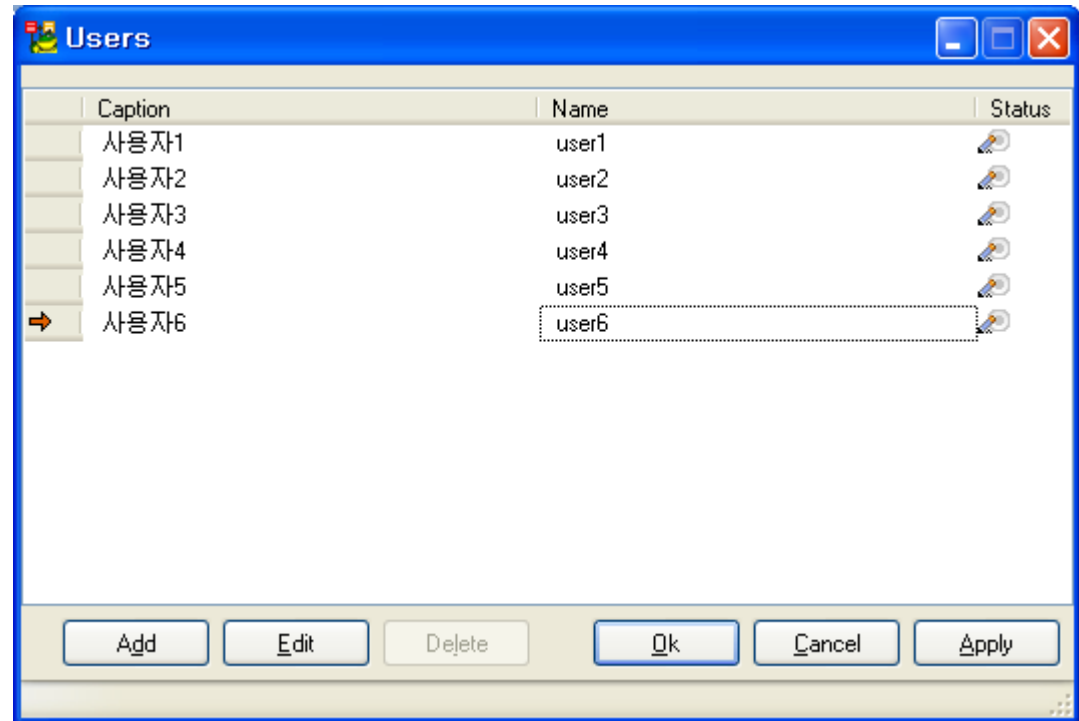 Users
Caption Name Status
사용자1 user1
사용자2 user2
사용자3 user3
사용자4 user4
사용자5 user5
사용자6 user6
Add Edit Delete Ok Cancel Apply